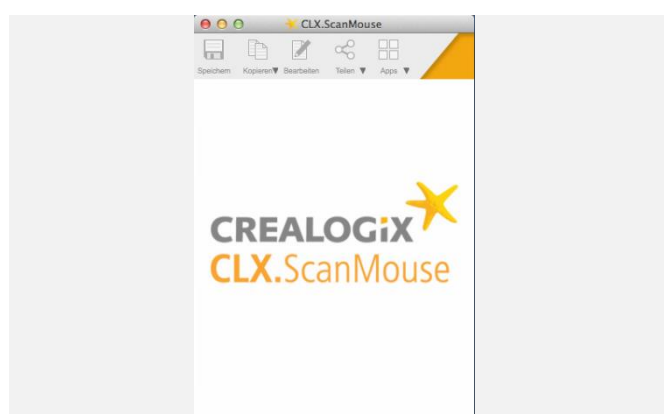 CLX.ScanMouse
Speichern Kopieren Bearbeiten Teilen Apps
CREALOGiX
CLX.ScanMouse